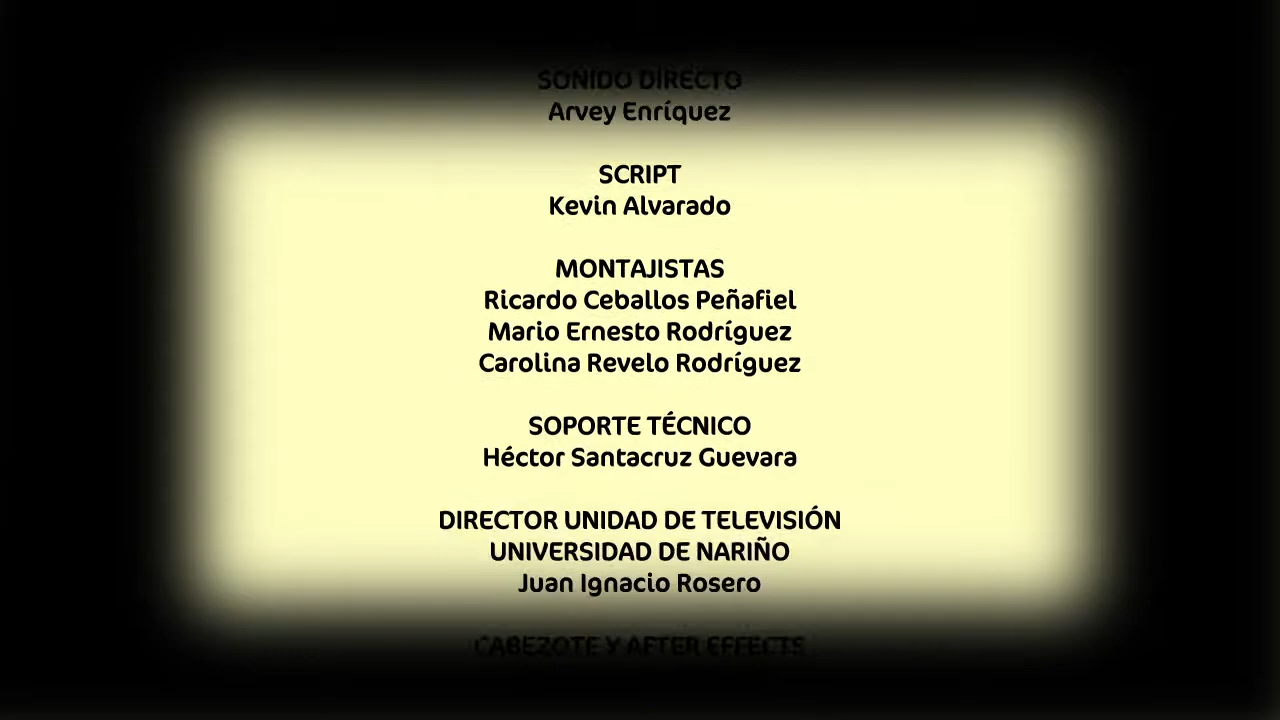 SONIDO DIRECTO
Arvey Enríquez
SCRIPT
Kevin Alvarado
MONTAJISTAS
Ricardo Ceballos Peñafiel
Mario Ernesto Rodríguez
Carolina Revelo Rodríguez
SOPORTE TÉCNICO
Héctor Santacruz Guevara
DIRECTOR UNIDAD DE TELEVISIÓN
UNIVERSIDAD DE NARIÑO
Juan Ignacio Rosero
CABEZOTE Y AFTER EFFECTS